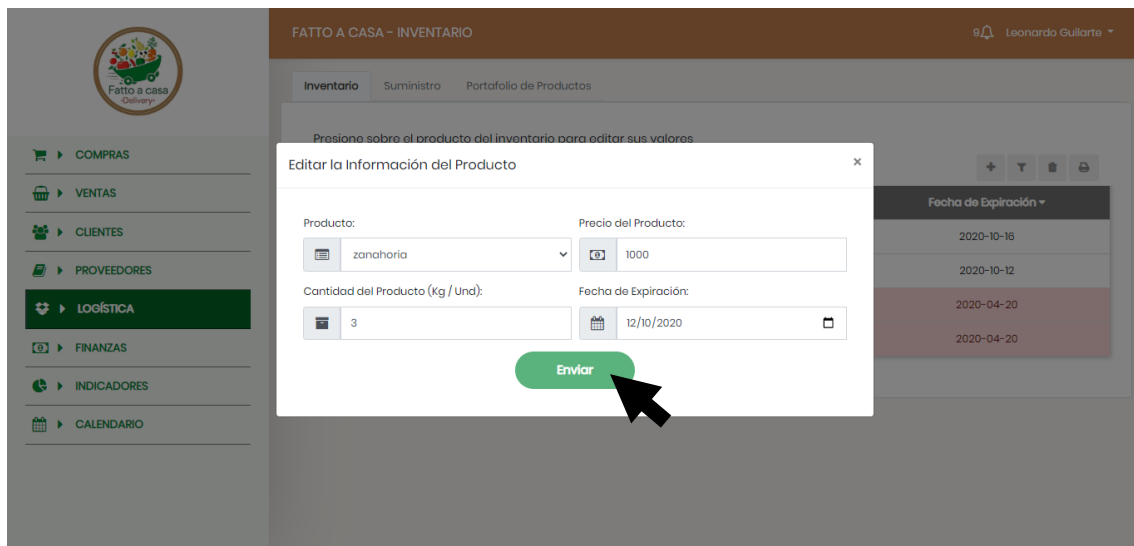 FATTO A CASA - INVENTARIO
9 Leonardo Guilarte
Fatto a casa
-Delivery-
Inventario Suministro Portafolio de Productos
Presione sobre el producto del inventario para editar sus valores
COMPRAS
VENTAS
CLIENTES
PROVEEDORES
LOGÍSTICA
FINANZAS
INDICADORES
CALENDARIO
Editar la Información del Producto ×
Producto: Precio del Producto:
zanahoria 1000
Cantidad del Producto (Kg / Und): Fecha de Expiración:
3 12/10/2020
Enviar
Fecha de Expiración
2020-10-16
2020-10-12
2020-04-20
2020-04-20